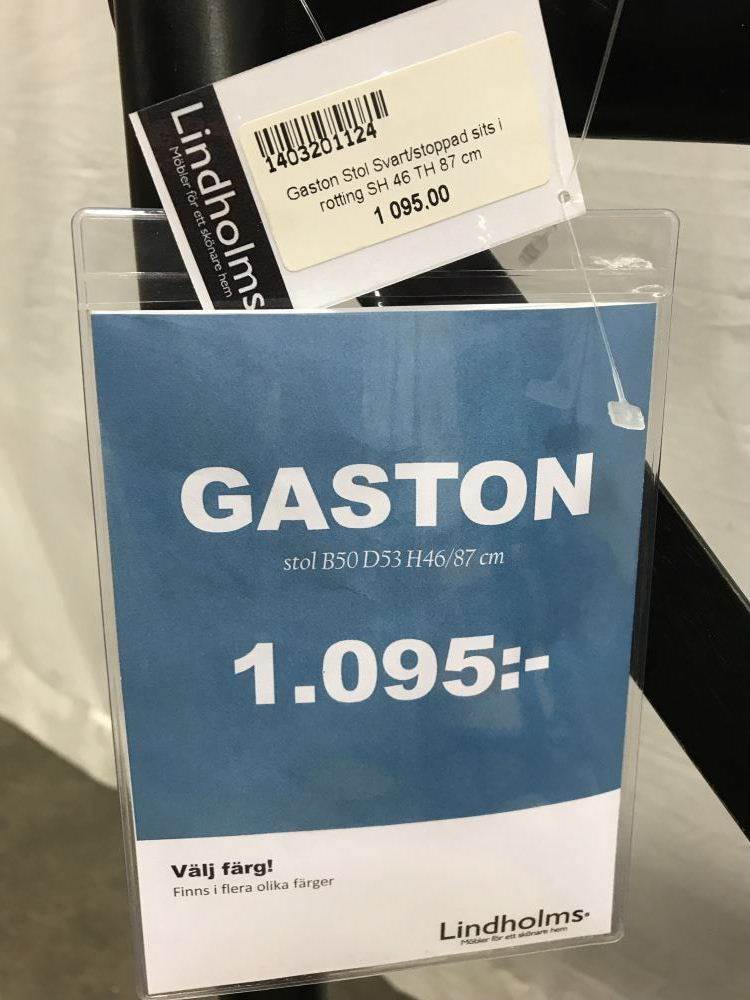 Lindholms
Möbler för ett skönare hem
1403201124
Gaston Stol Svart/stoppad sits i
rotting SH 46 TH 87 cm
1 095.00
GASTON
stol B50 D53 H46/87 cm
1.095:-
Välj färg!
Finns i flera olika färger
Lindholms
Möbler för ett skönare hem